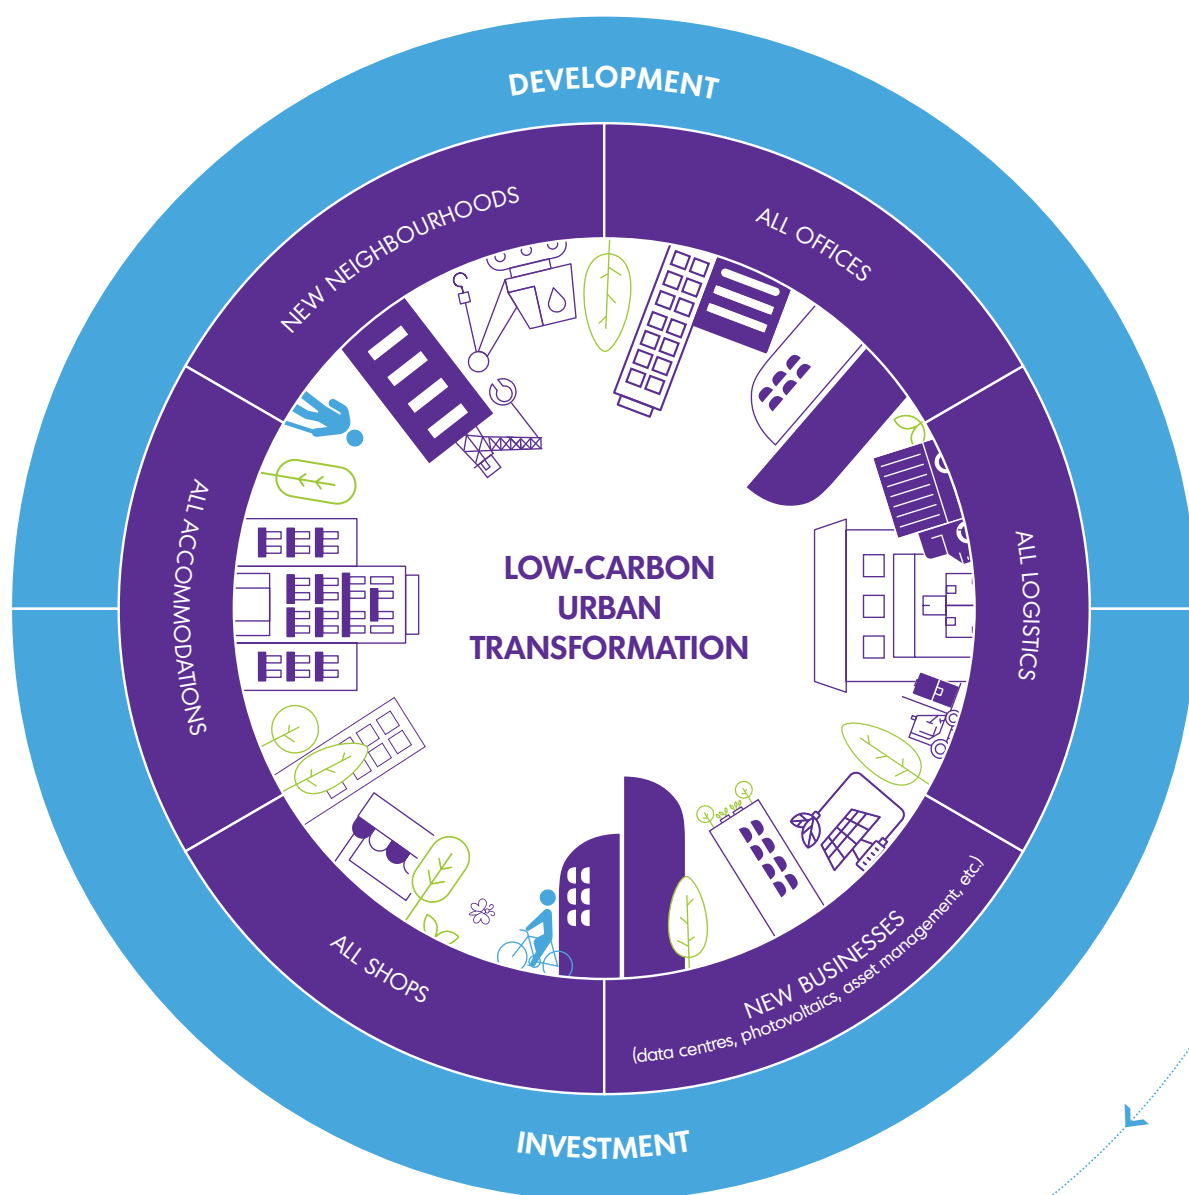 DEVELOPMENT
NEW NEIGHBOURHOODS
ALL OFFICES
ALL ACCOMMODATIONS
ALL LOGISTICS
LOW-CARBON
URBAN
TRANSFORMATION
ALL SHOPS
NEW BUSINESSES
(data centres, photovoltaics, asset management, etc.)
INVESTMENT